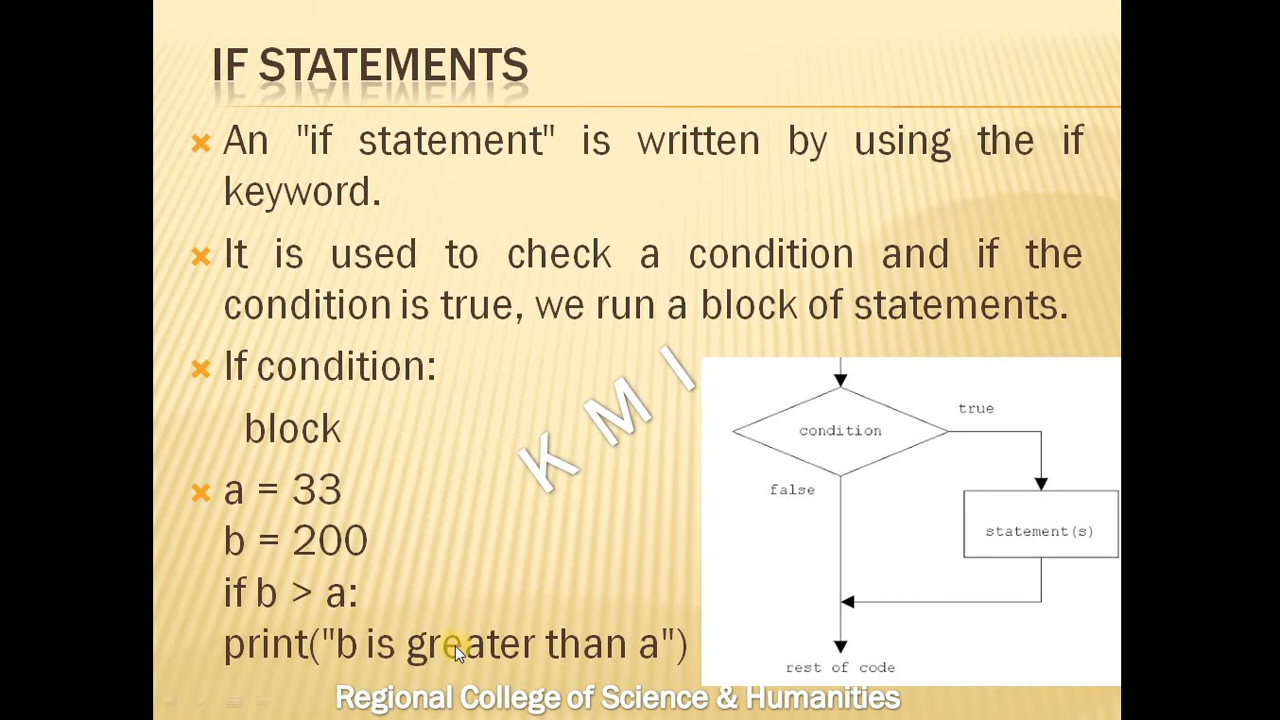 IF STATEMENTS
An "if statement" is written by using the if
keyword.
It is used to check a condition and if the
condition is true, we run a block of statements.
If condition:
block
a = 33
b = 200
if b > a:
print("b is greater than a")
K M I
condition
true
false
statement(s)
rest of code
Regional College of Science & Humanities